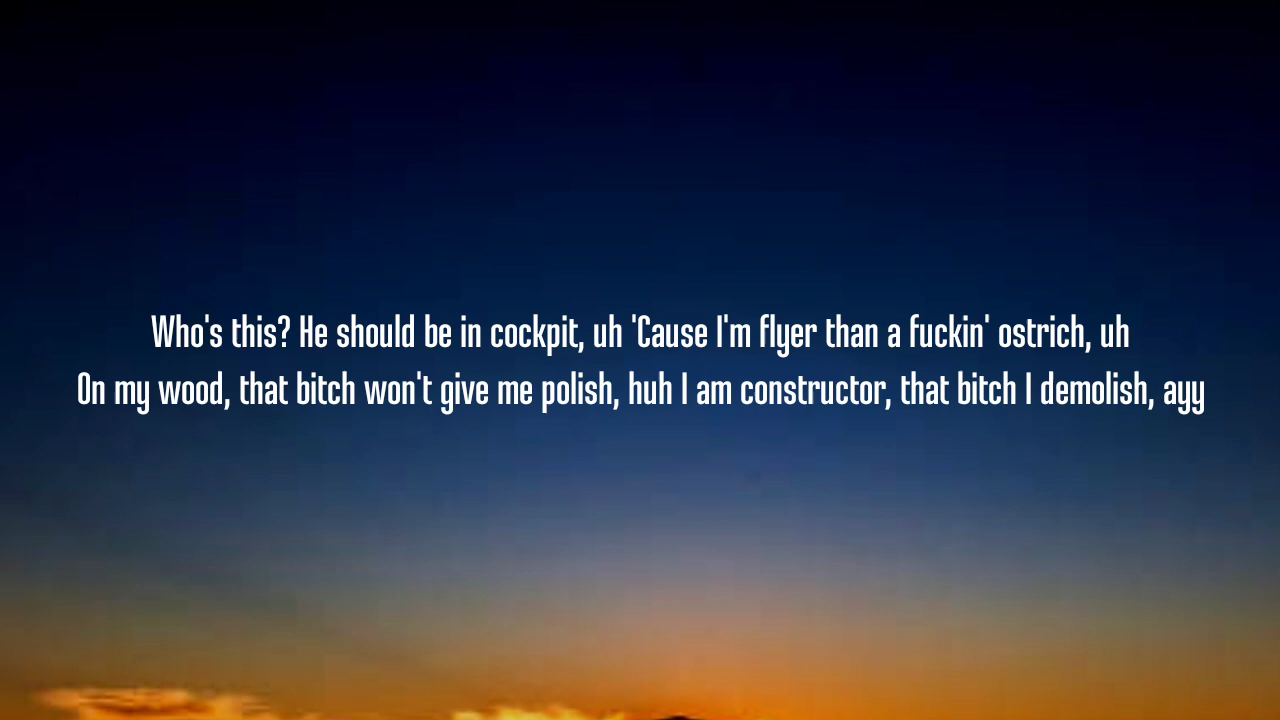 Who's this? He should be in cockpit, uh 'Cause I'm flyer than a fuckin' ostrich, uh
On my wood, that bitch won't give me polish, huh I am constructor, that bitch I demolish, ayy